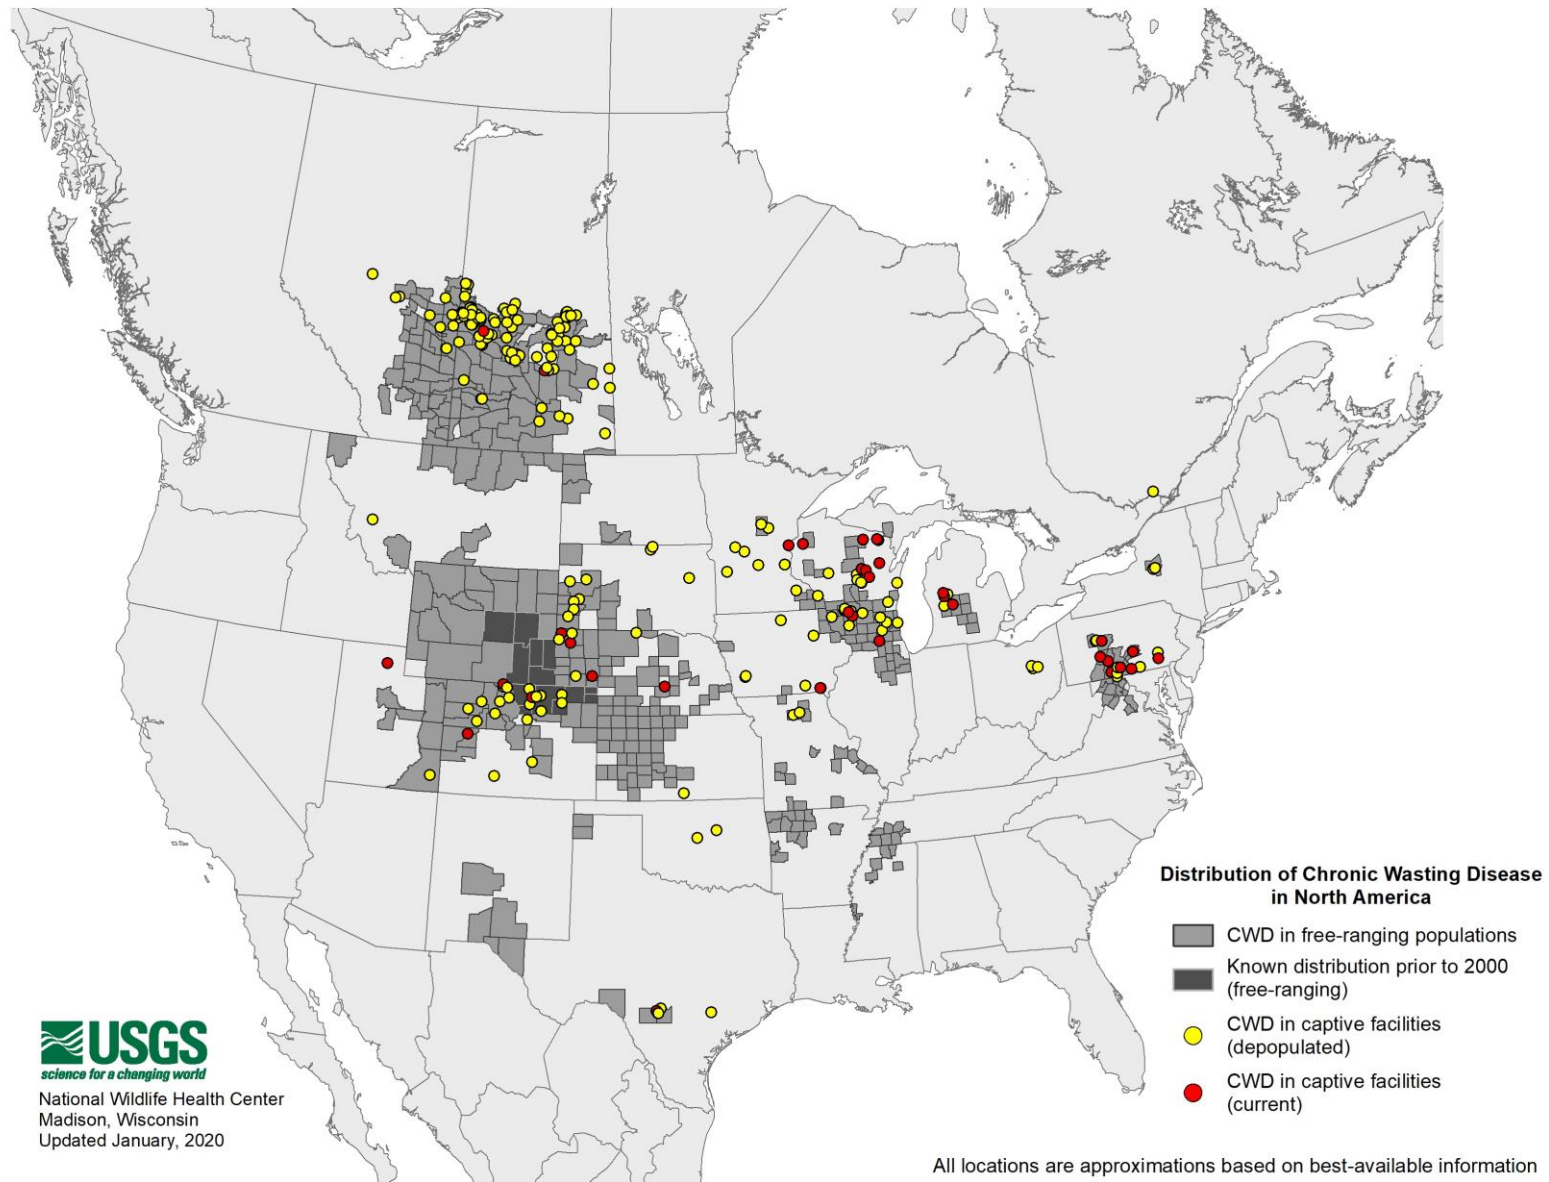 Distribution of Chronic Wasting Disease
in North America
CWD in free-ranging populations
Known distribution prior to 2000
(free-ranging)
CWD in captive facilities
(depopulated)
CWD in captive facilities
(current)
USGS
science for a changing world
National Wildlife Health Center
Madison, Wisconsin
Updated January, 2020
All locations are approximations based on best-available information